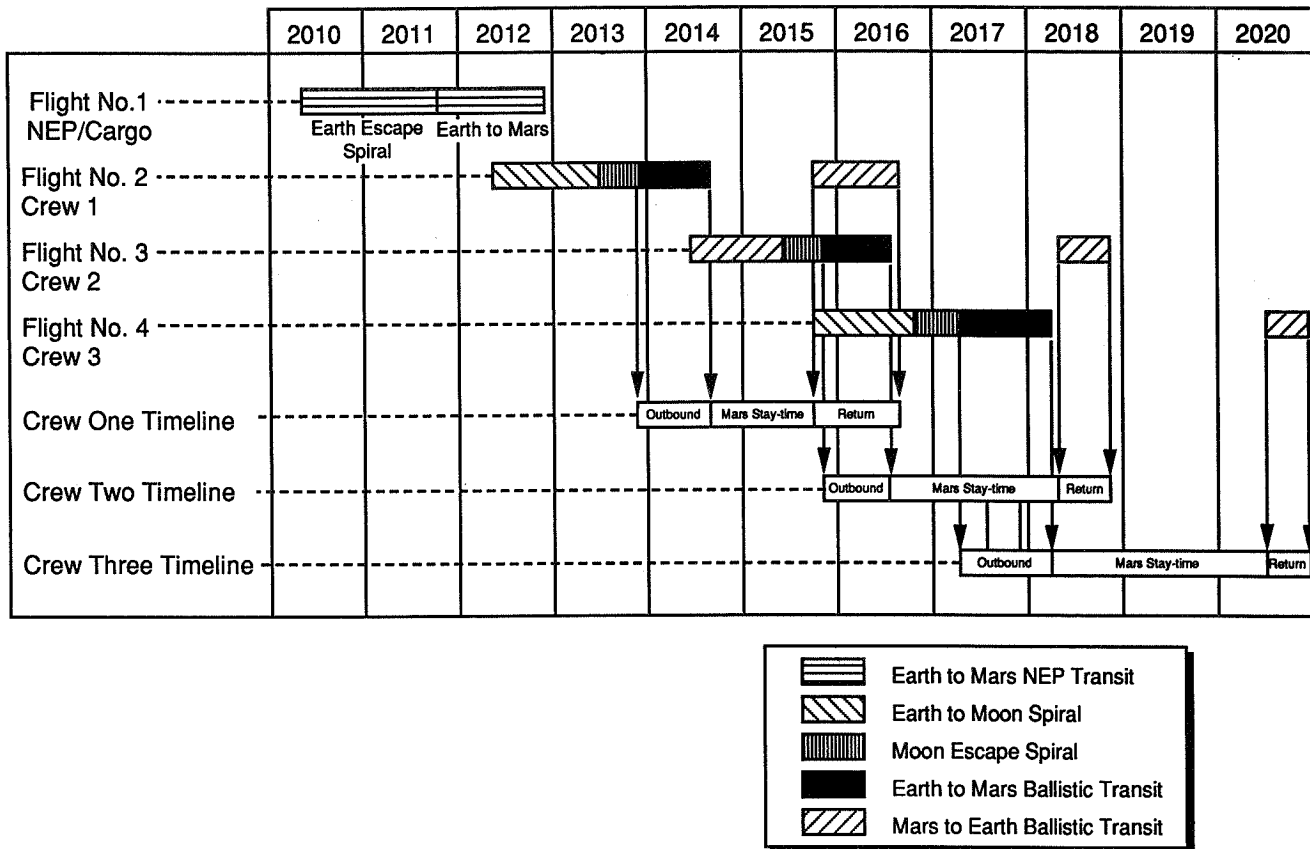 2010 2011 2012 2013 2014 2015 2016 2017 2018 2019 2020
Flight No.1
NEP/Cargo
Earth Escape
Spiral
Earth to Mars
Flight No. 2
Crew 1
Flight No. 3
Crew 2
Flight No. 4
Crew 3
Crew One Timeline
Outbound Mars Stay-time Return
Crew Two Timeline
Outbound Mars Stay-time Return
Crew Three Timeline
Outbound Mars Stay-time Return
Earth to Mars NEP Transit
Earth to Moon Spiral
Moon Escape Spiral
Earth to Mars Ballistic Transit
Mars to Earth Ballistic Transit